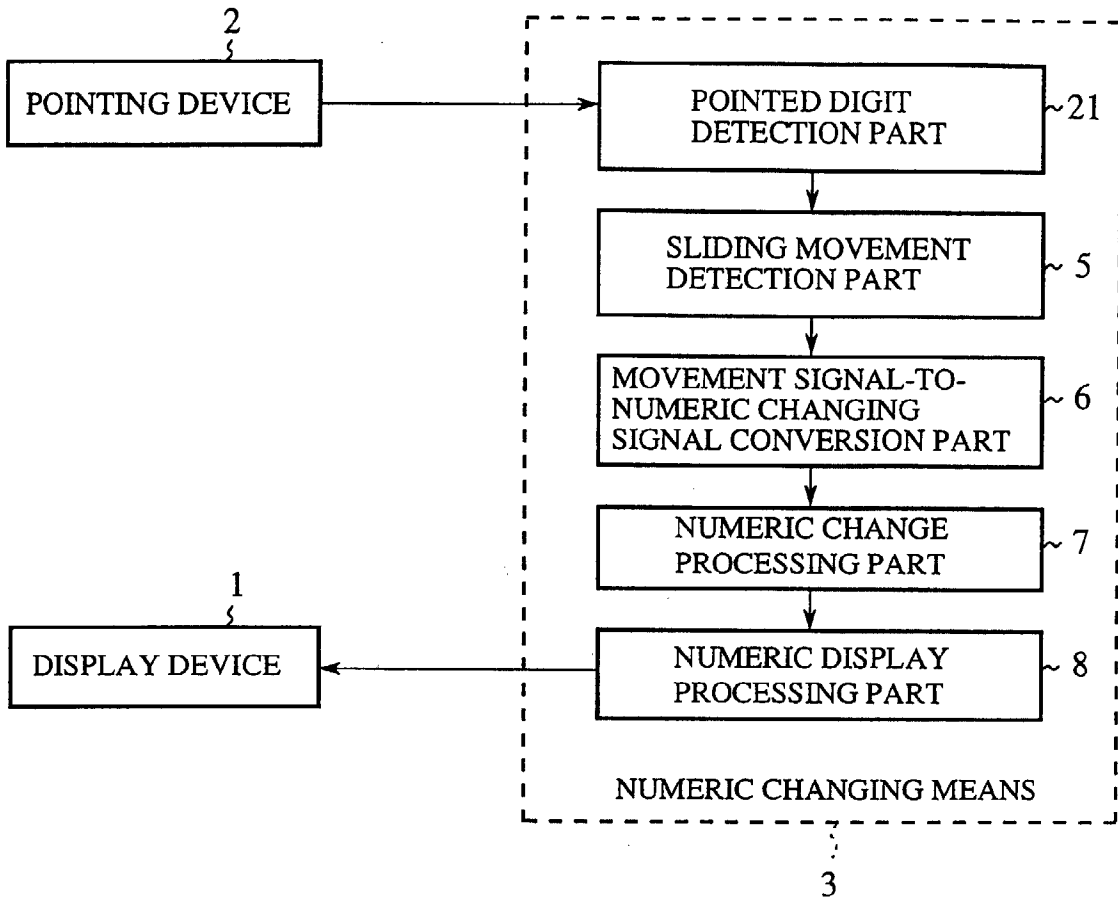 2
POINTING DEVICE
POINTED DIGIT
DETECTION PART
21
SLIDING MOVEMENT
DETECTION PART
5
MOVEMENT SIGNAL-TO-
NUMERIC CHANGING
SIGNAL CONVERSION PART
6
NUMERIC CHANGE
PROCESSING PART
7
1
DISPLAY DEVICE
NUMERIC DISPLAY
PROCESSING PART
8
NUMERIC CHANGING MEANS
3